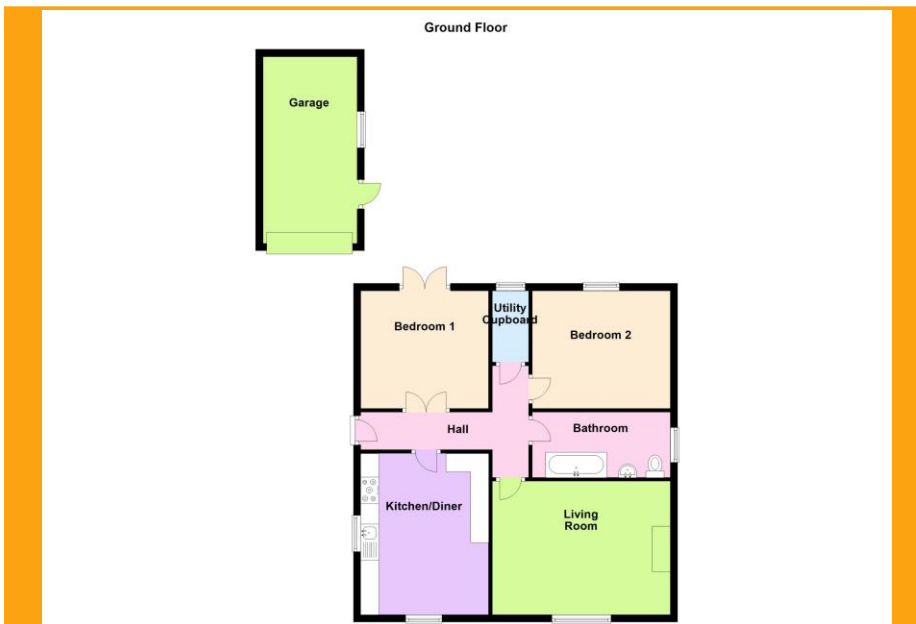 Ground Floor
Garage
Bedroom 1
Utility
Cupboard
Bedroom 2
Hall
Bathroom
Kitchen/Diner
Living
Room